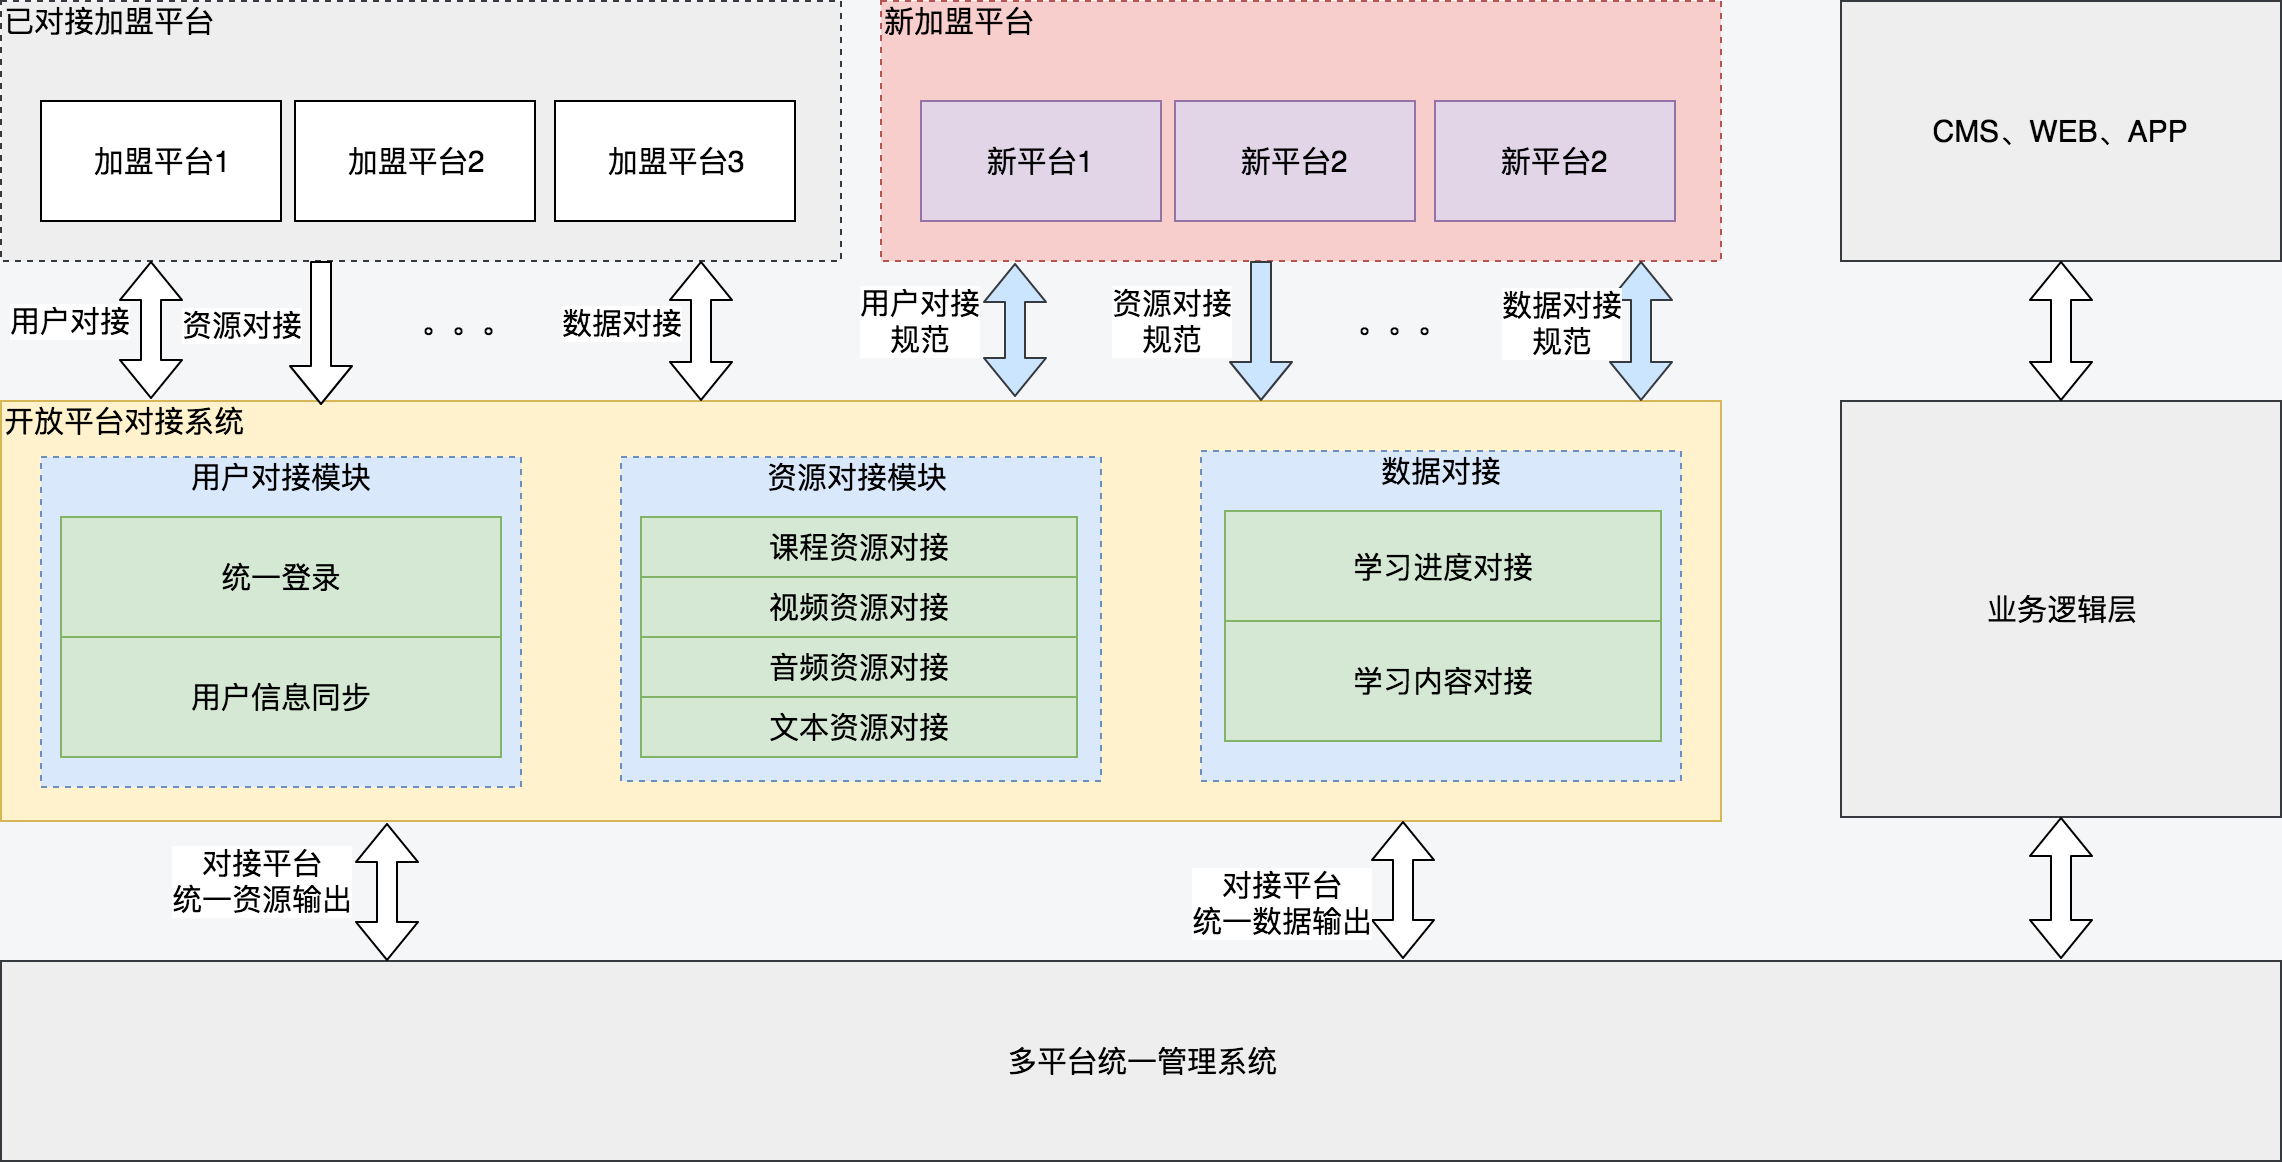 已对接加盟平台
加盟平台1
加盟平台2
加盟平台3
新加盟平台
新平台1
新平台2
新平台2
CMS、WEB、APP
用户对接
资源对接
。。。
数据对接
用户对接
规范
资源对接
规范
。。。
数据对接
规范
开放平台对接系统
用户对接模块
统一登录
用户信息同步
资源对接模块
课程资源对接
视频资源对接
音频资源对接
文本资源对接
数据对接
学习进度对接
学习内容对接
业务逻辑层
对接平台
统一资源输出
对接平台
统一数据输出
多平台统一管理系统